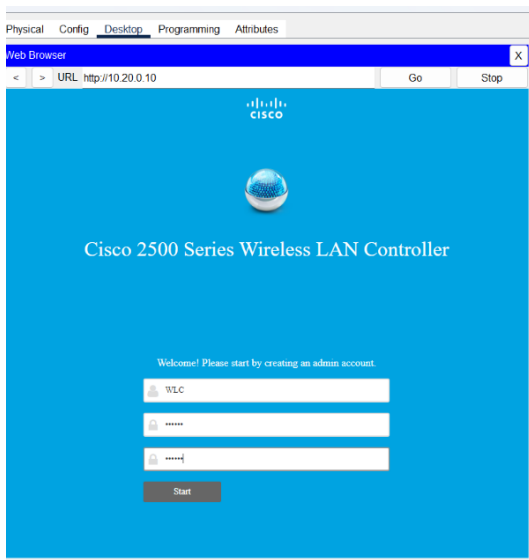 Physical Config Desktop Programming Attributes
Web Browser X
< > URL http://10.20.0.10 Go Stop
CISCO
Cisco 2500 Series Wireless LAN Controller
Welcome! Please start by creating an admin account.
WLC
••••••
••••••
Start